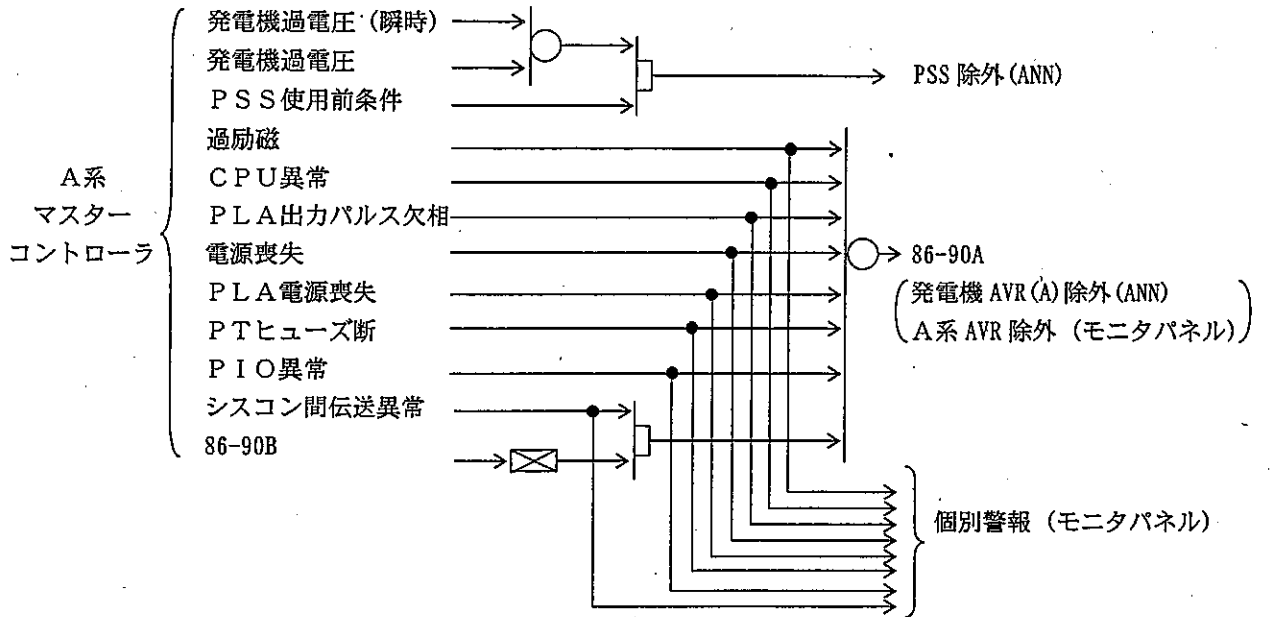 発電機過電圧（瞬時）
発電機過電圧
ＰＳＳ使用前条件
過励磁
ＣＰＵ異常
ＰＬＡ出力パルス欠相
電源喪失
ＰＬＡ電源喪失
ＰＴヒューズ断
ＰＩＯ異常
シスコン間伝送異常
86-90B
Ａ系
マスター
コントローラ
PSS 除外(ANN)
86-90A
発電機 AVR(A)除外(ANN)
Ａ系 AVR 除外（モニタパネル）
個別警報（モニタパネル）